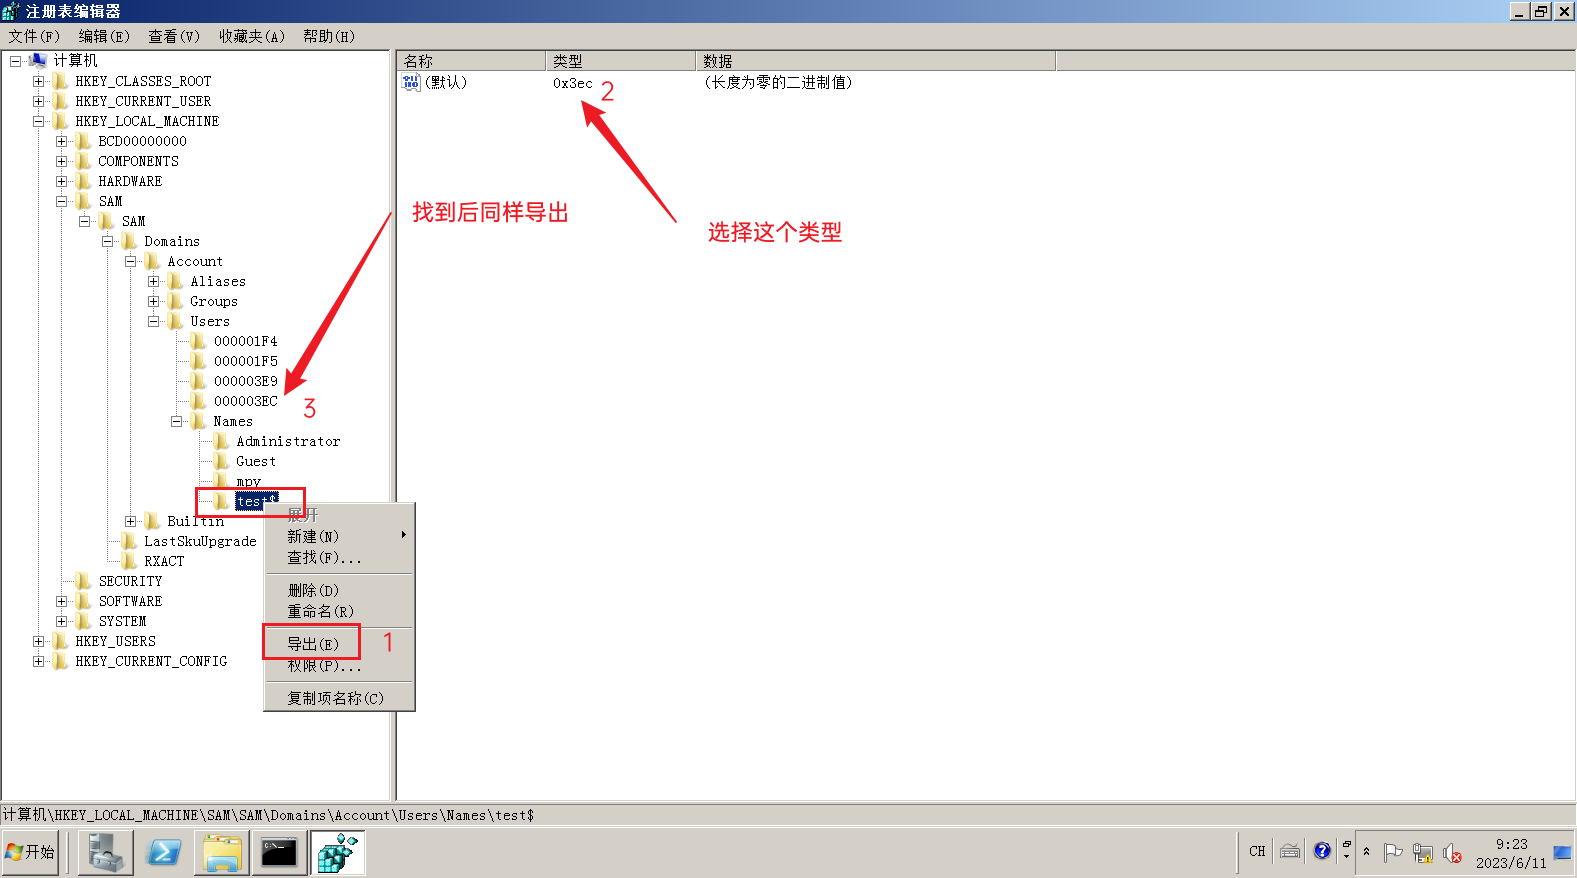 注册表编辑器
文件(F) 编辑(E) 查看(V) 收藏夹(A) 帮助(H)
计算机
HKEY_CLASSES_ROOT
HKEY_CURRENT_USER
HKEY_LOCAL_MACHINE
BCD00000000
COMPONENTS
HARDWARE
SAM
SAM
Domains
Account
Aliases
Groups
Users
000001F4
000001F5
000003E9
000003EC
Names
Administrator
Guest
mpy
test$
Builtin
LastSkuUpgrade
RXACT
SECURITY
SOFTWARE
SYSTEM
HKEY_USERS
HKEY_CURRENT_CONFIG
名称 类型 数据
(默认) 0x3ec (长度为零的二进制值)
2
找到后同样导出
选择这个类型
3
展开
新建(N)
查找(F)...
删除(D)
重命名(R)
导出(E)
1
权限(P)...
复制项名称(C)
计算机\HKEY_LOCAL_MACHINE\SAM\SAM\Domains\Account\Users\Names\test$
开始
C:\_
CH
9:23
2023/6/11